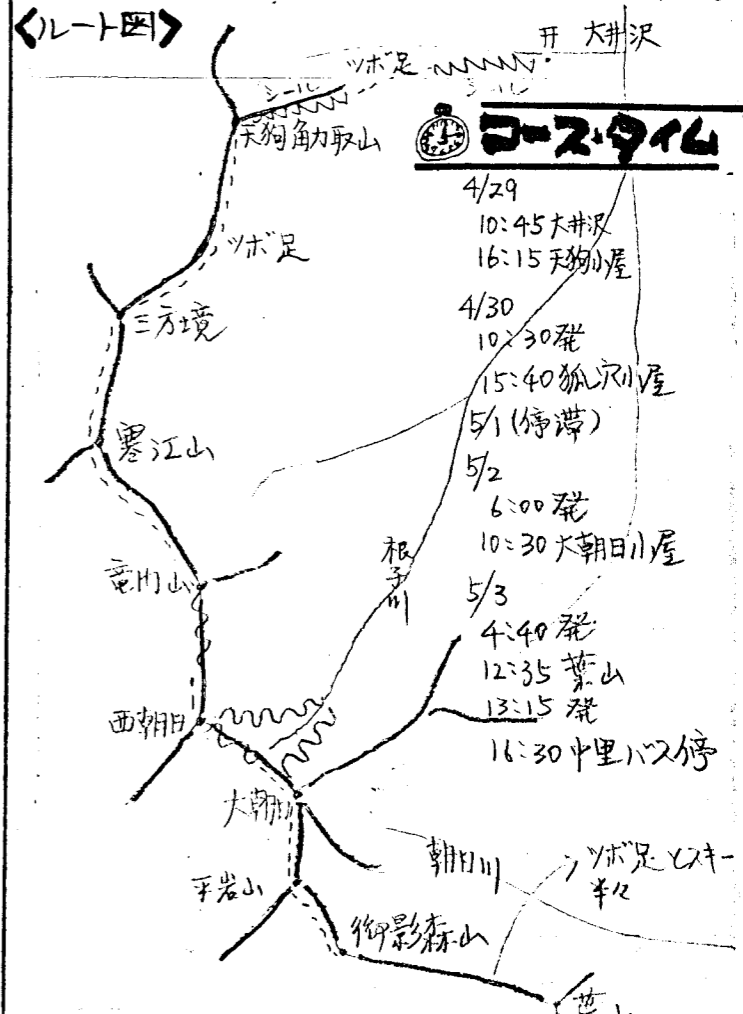 <ルート図>
ツボ足
开 大井沢
シール
シール
天狗角力取山
コース・タイム
4/29
10:45 大井沢
16:15 天狗小屋
ツボ足
4/30
10:30 発
三方境
15:40 狐穴小屋
5/1 (停滞)
寒江山
5/2
6:00 発
10:30 大朝日小屋
根子川
竜門山
5/3
4:40 発
12:35 葉山
13:15 発
西朝日
16:30 中里バス停
大朝日
朝日川
ツボ足とスキー
半々
平岩山
御影森山
葉山